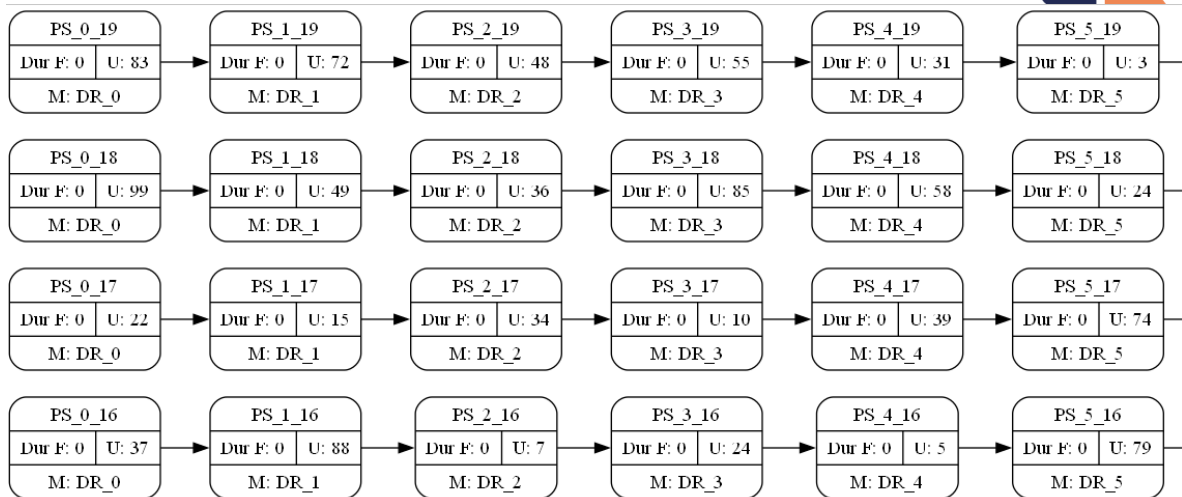 PS_0_19 PS_1_19 PS_2_19 PS_3_19 PS_4_19 PS_5_19
Dur F: 0 U: 83 Dur F: 0 U: 72 Dur F: 0 U: 48 Dur F: 0 U: 55 Dur F: 0 U: 31 Dur F: 0 U: 3
M: DR_0 M: DR_1 M: DR_2 M: DR_3 M: DR_4 M: DR_5
PS_0_18 PS_1_18 PS_2_18 PS_3_18 PS_4_18 PS_5_18
Dur F: 0 U: 99 Dur F: 0 U: 49 Dur F: 0 U: 36 Dur F: 0 U: 85 Dur F: 0 U: 58 Dur F: 0 U: 24
M: DR_0 M: DR_1 M: DR_2 M: DR_3 M: DR_4 M: DR_5
PS_0_17 PS_1_17 PS_2_17 PS_3_17 PS_4_17 PS_5_17
Dur F: 0 U: 22 Dur F: 0 U: 15 Dur F: 0 U: 34 Dur F: 0 U: 10 Dur F: 0 U: 39 Dur F: 0 U: 74
M: DR_0 M: DR_1 M: DR_2 M: DR_3 M: DR_4 M: DR_5
PS_0_16 PS_1_16 PS_2_16 PS_3_16 PS_4_16 PS_5_16
Dur F: 0 U: 37 Dur F: 0 U: 88 Dur F: 0 U: 7 Dur F: 0 U: 24 Dur F: 0 U: 5 Dur F: 0 U: 79
M: DR_0 M: DR_1 M: DR_2 M: DR_3 M: DR_4 M: DR_5